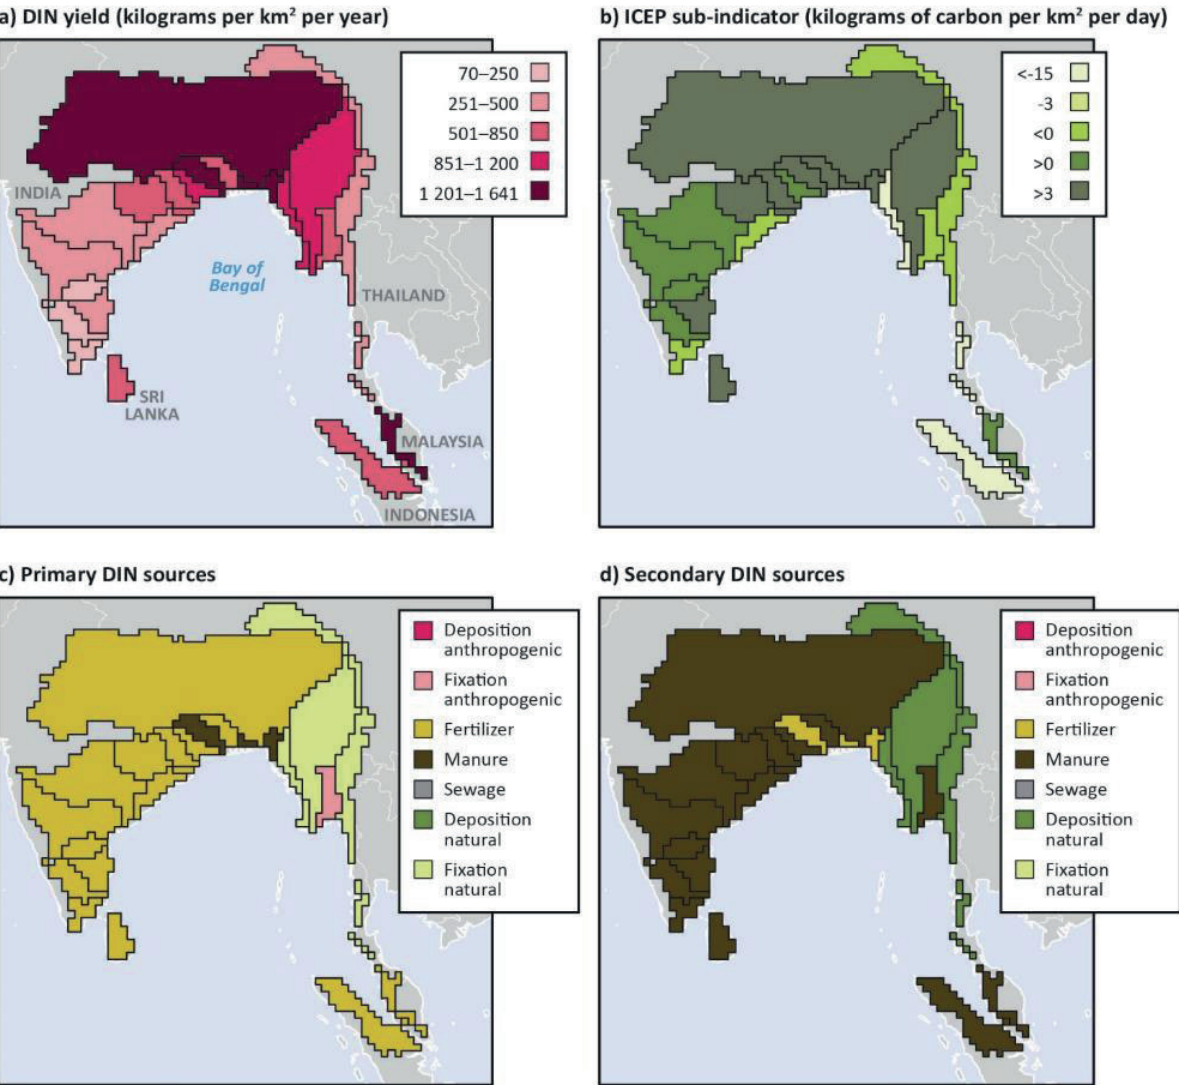 a) DIN yield (kilograms per km² per year)
70–250
251–500
501–850
851–1 200
1 201–1 641
INDIA
Bay of
Bengal
THAILAND
SRI
LANKA
MALAYSIA
INDONESIA
b) ICEP sub-indicator (kilograms of carbon per km² per day)
<-15
-3
<0
>0
>3
c) Primary DIN sources
Deposition
anthropogenic
Fixation
anthropogenic
Fertilizer
Manure
Sewage
Deposition
natural
Fixation
natural
d) Secondary DIN sources
Deposition
anthropogenic
Fixation
anthropogenic
Fertilizer
Manure
Sewage
Deposition
natural
Fixation
natural